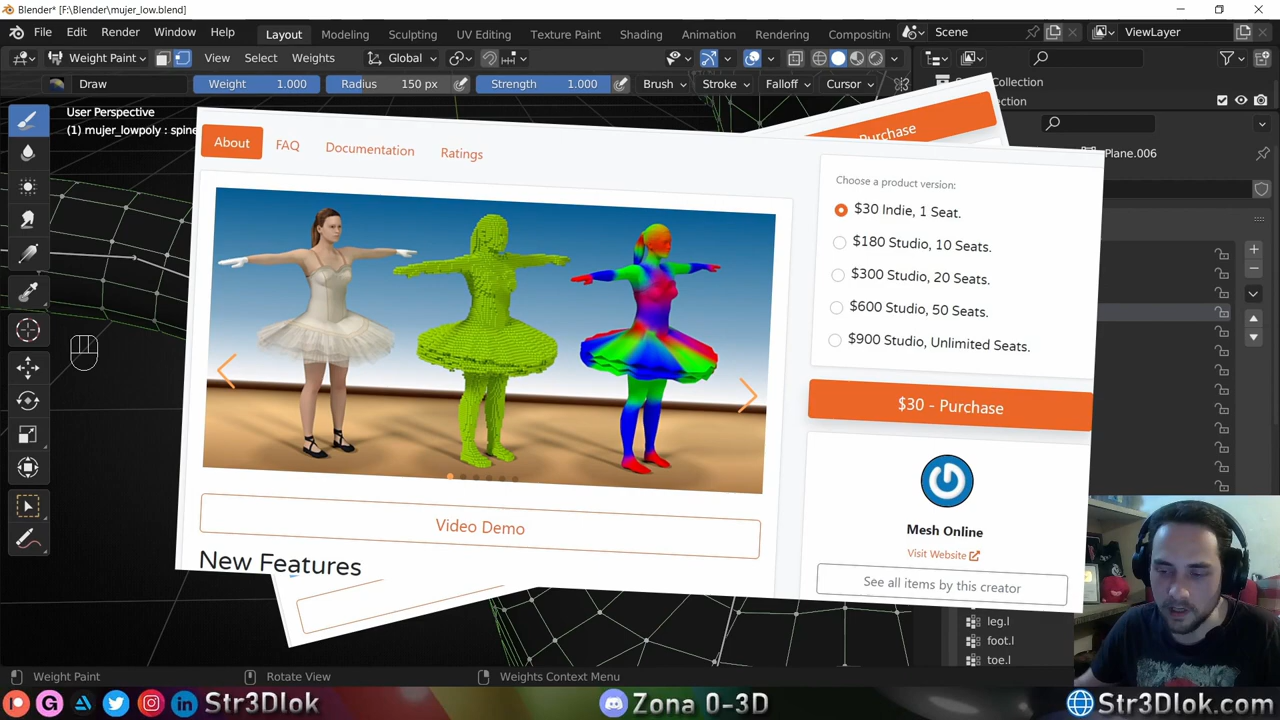 Blender* [F:\Blender\mujer_low.blend]
File Edit Render Window Help Layout Modeling Sculpting UV Editing Texture Paint Shading Animation Rendering Compositing Scene ViewLayer
Weight Paint View Select Weights Global
Draw Weight 1.000 Radius 150 px Strength 1.000 Brush Stroke Falloff Cursor
Collection
User Perspective
(1) mujer_lowpoly : spine
Purchase
About FAQ Documentation Ratings
Plane.006
Choose a product version:
$30 Indie, 1 Seat.
$180 Studio, 10 Seats.
$300 Studio, 20 Seats.
$600 Studio, 50 Seats.
$900 Studio, Unlimited Seats.
$30 - Purchase
Video Demo
Mesh Online
Visit Website
New Features
See all items by this creator
leg.l
foot.l
toe.l
Weight Paint Rotate View Weights Context Menu
Str3Dlok Zona 0-3D Str3Dlok.com